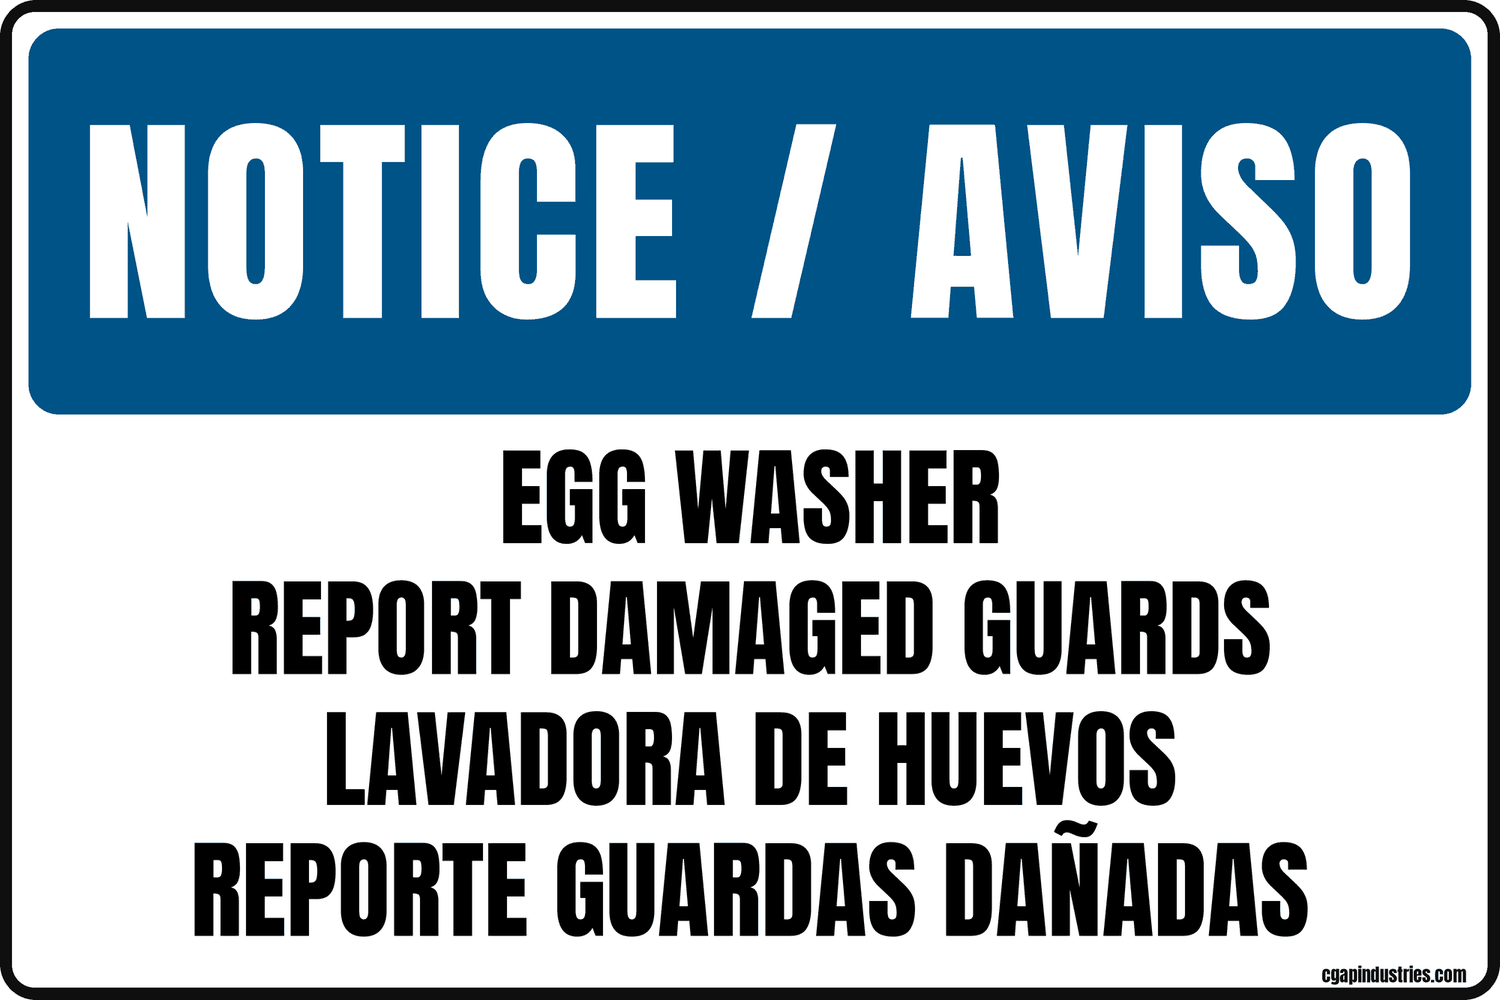 NOTICE / AVISO
EGG WASHER
REPORT DAMAGED GUARDS
LAVADORA DE HUEVOS
REPORTE GUARDAS DAÑADAS
cgapindustries.com